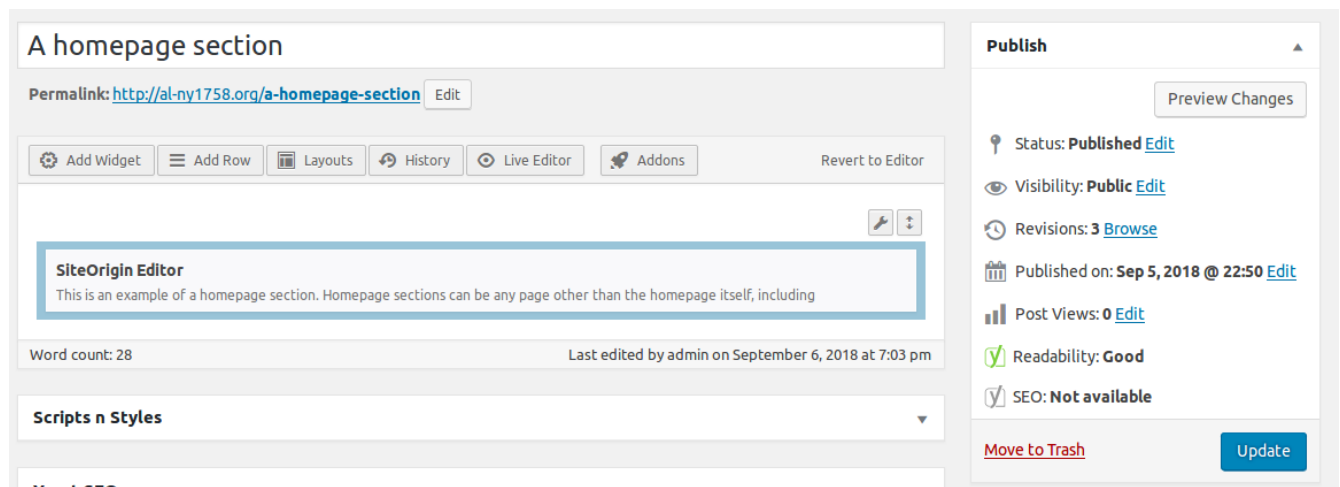 A homepage section
Permalink: http://al-ny1758.org/a-homepage-section Edit
Add Widget Add Row Layouts History Live Editor Addons Revert to Editor
SiteOrigin Editor
This is an example of a homepage section. Homepage sections can be any page other than the homepage itself, including
Word count: 28 Last edited by admin on September 6, 2018 at 7:03 pm
Scripts n Styles
Publish
Preview Changes
Status: Published Edit
Visibility: Public Edit
Revisions: 3 Browse
Published on: Sep 5, 2018 @ 22:50 Edit
Post Views: 0 Edit
Readability: Good
SEO: Not available
Move to Trash Update